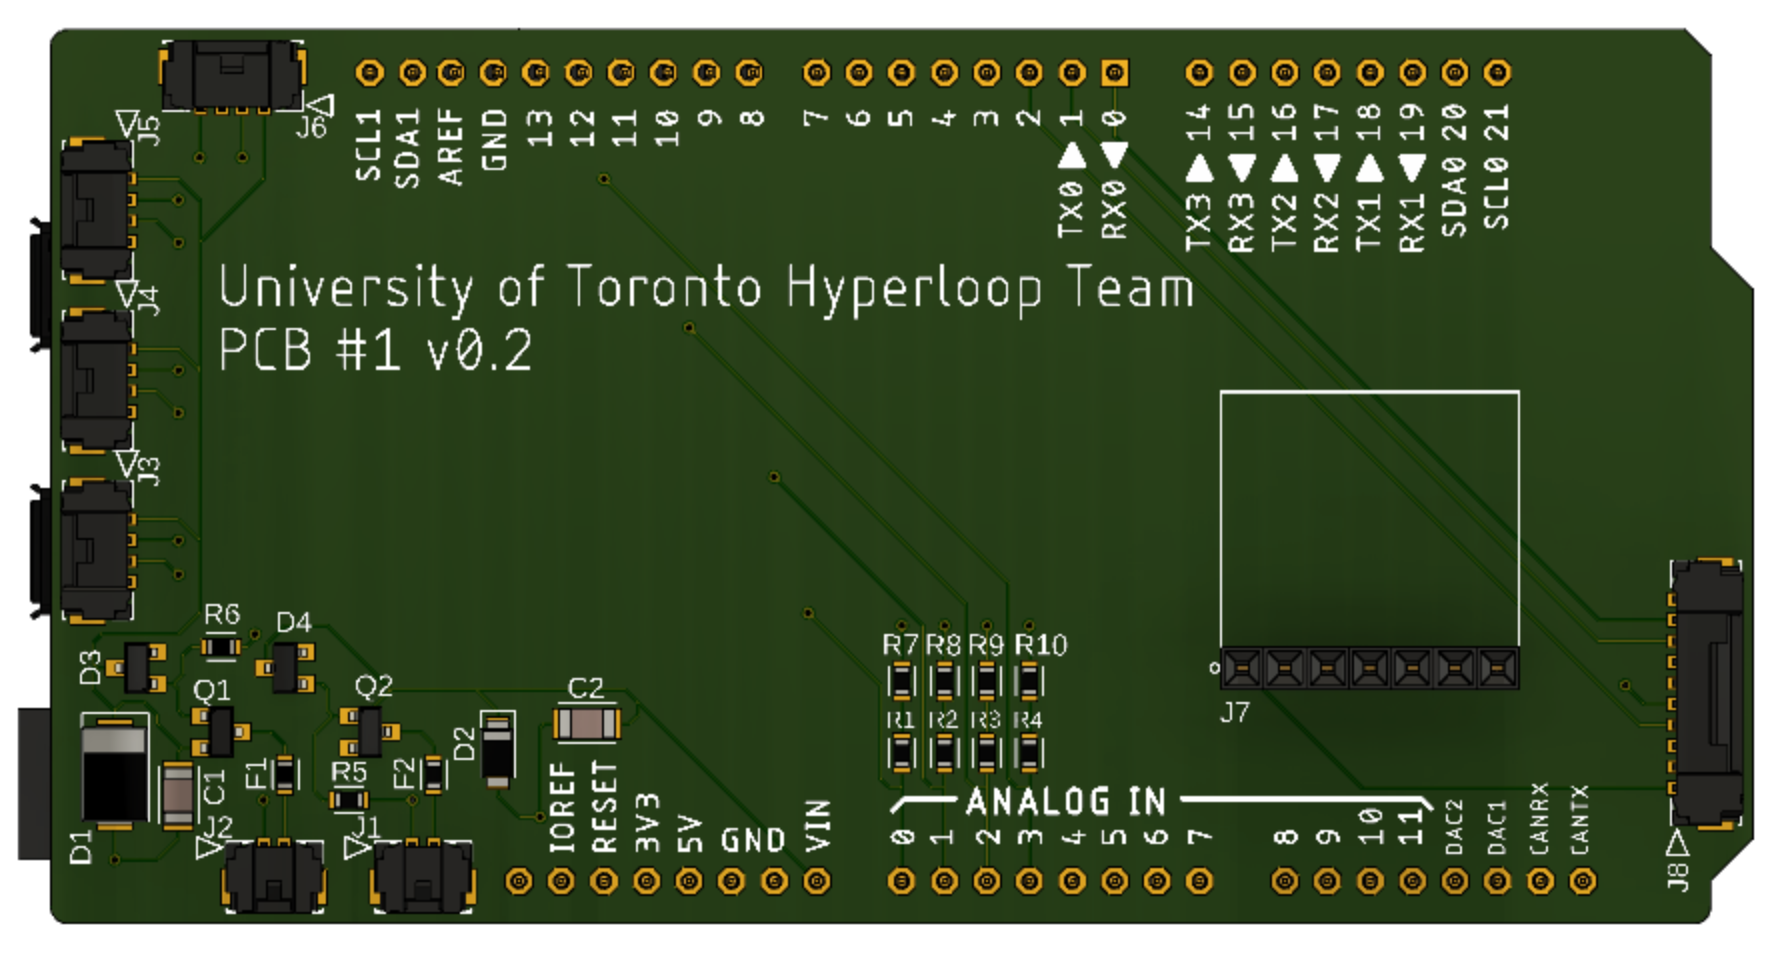 J5
J6
SCL1
SDA1
AREF
GND
13
12
11
10
9
8
7
6
5
4
3
2
1
0
TX0
RX0
TX3 14
RX3 15
TX2 16
RX2 17
TX1 18
RX1 19
SDA0 20
SCL0 21
University of Toronto Hyperloop Team
PCB #1 v0.2
J4
J3
R6
D4
D3
Q1
Q2
C2
R7 R8 R9 R10
R1 R2 R3 R4
J7
D2
F1
R5
F2
C1
D1
J2
J1
IOREF
RESET
3V3
5V
GND
VIN
ANALOG IN
0
1
2
3
4
5
6
7
8
9
10
11
DAC2
DAC1
CANRX
CANTX
J8